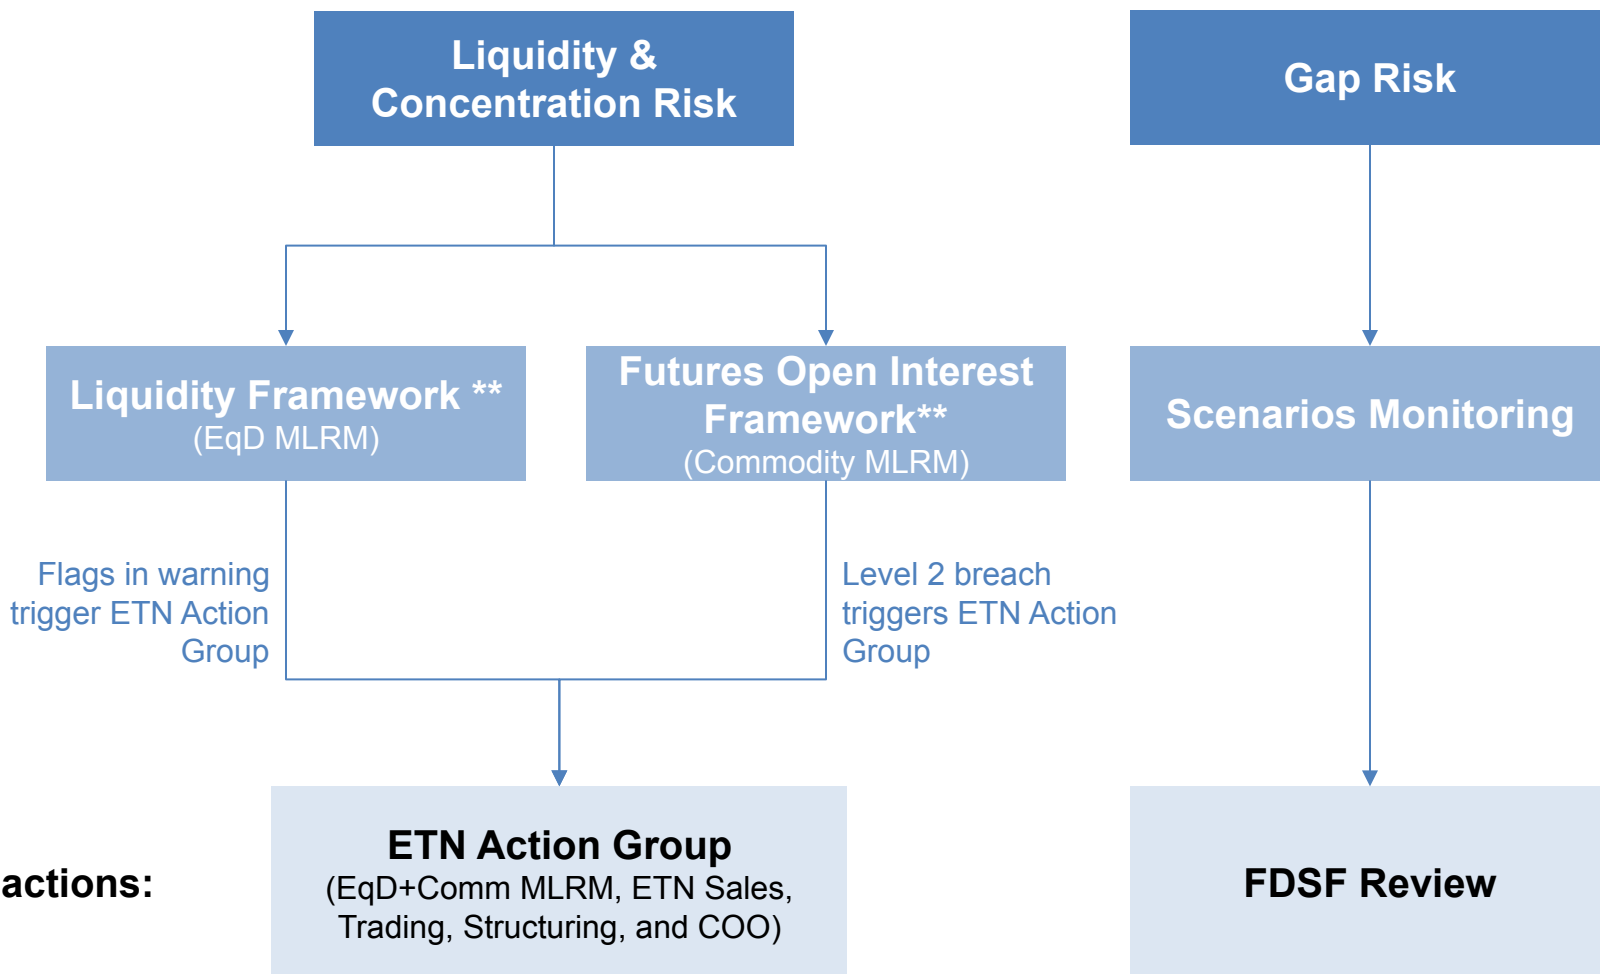 Liquidity &
Concentration Risk
Gap Risk
Liquidity Framework **
(EqD MLRM)
Futures Open Interest
Framework**
(Commodity MLRM)
Scenarios Monitoring
Flags in warning
trigger ETN Action
Group
Level 2 breach
triggers ETN Action
Group
actions:
ETN Action Group
(EqD+Comm MLRM, ETN Sales,
Trading, Structuring, and COO)
FDSF Review